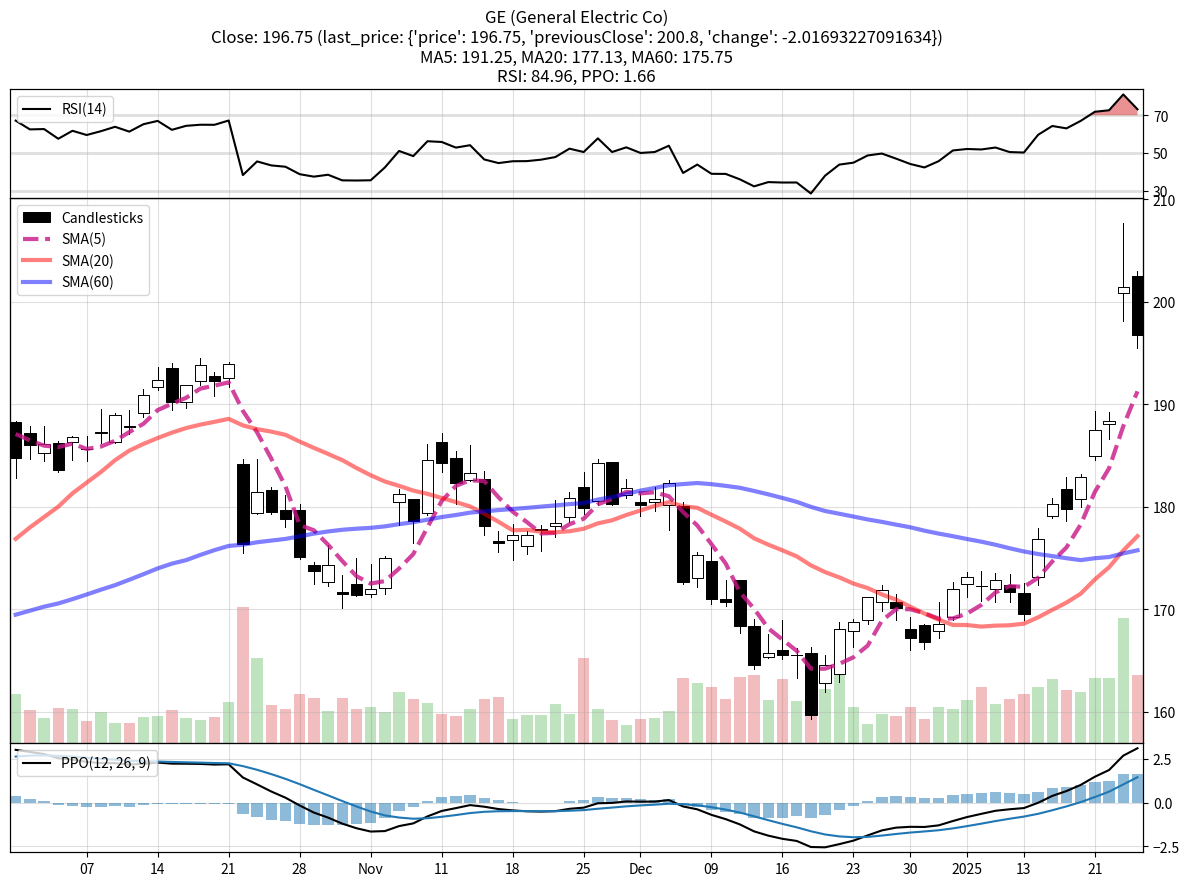 GE (General Electric Co)
Close: 196.75 (last_price: {'price': 196.75, 'previousClose': 200.8, 'change': -2.01693227091634})
MA5: 191.25, MA20: 177.13, MA60: 175.75
RSI: 84.96, PPO: 1.66
RSI(14)
70
50
30
210
Candlesticks
SMA(5)
SMA(20)
SMA(60)
200
190
180
170
160
PPO(12, 26, 9)
2.5
0.0
−2.5
07 14 21 28 Nov 11 18 25 Dec 09 16 23 30 2025 13 21